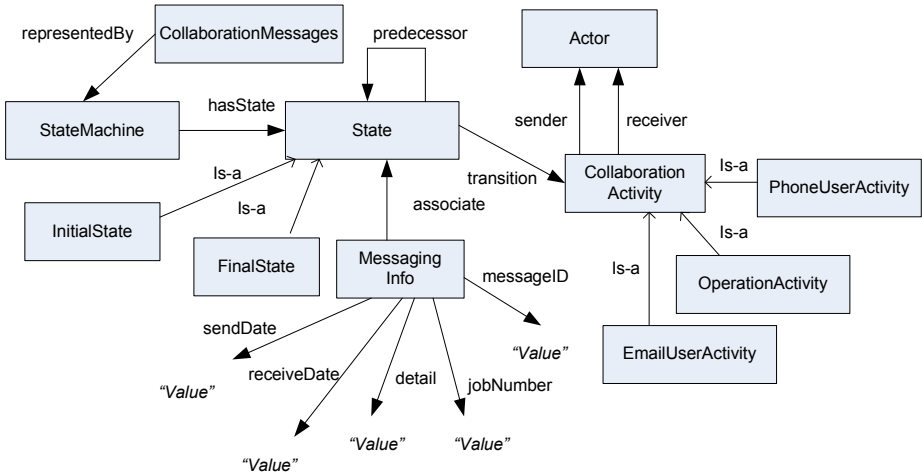 representedBy
CollaborationMessages
predecessor
Actor
StateMachine
hasState
State
sender
receiver
Is-a
transition
Collaboration
Activity
Is-a
PhoneUserActivity
InitialState
Is-a
associate
Is-a
FinalState
Messaging
Info
messageID
Is-a
OperationActivity
sendDate
"Value"
EmailUserActivity
receiveDate
detail
jobNumber
“Value”
“Value”
“Value”
“Value”